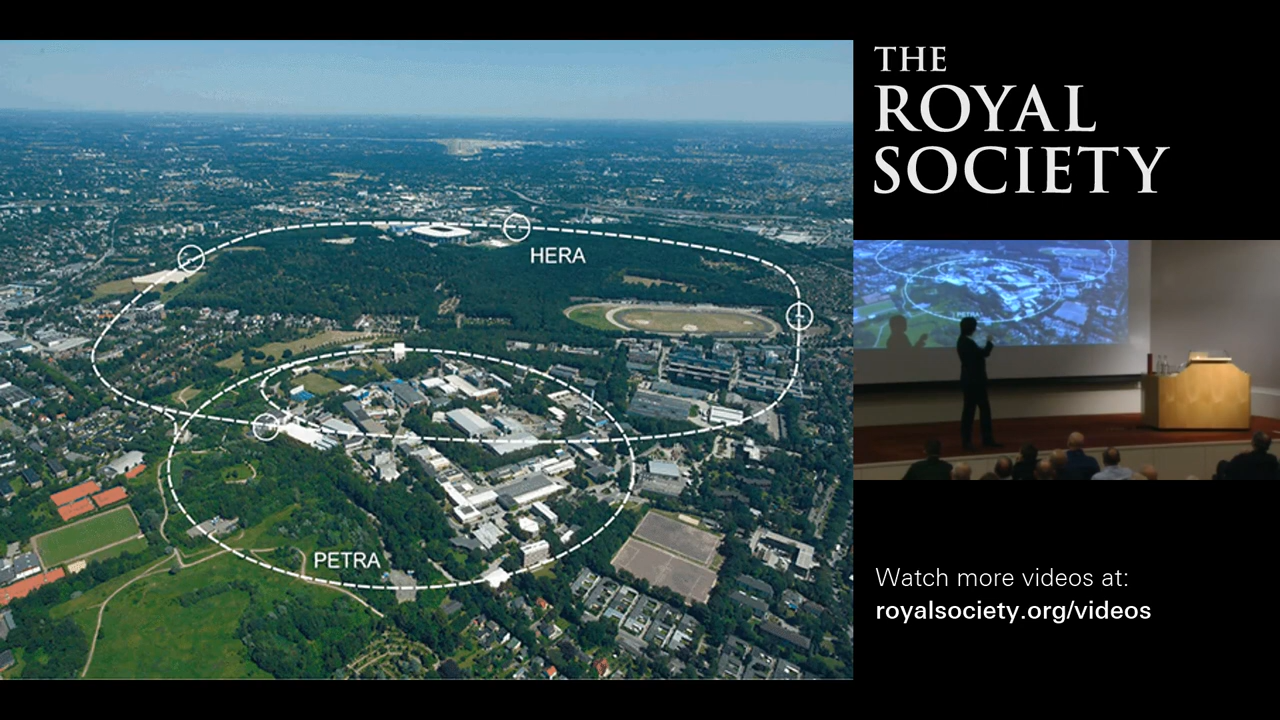 HERA
PETRA
THE
ROYAL
SOCIETY
Watch more videos at:
royalsociety.org/videos